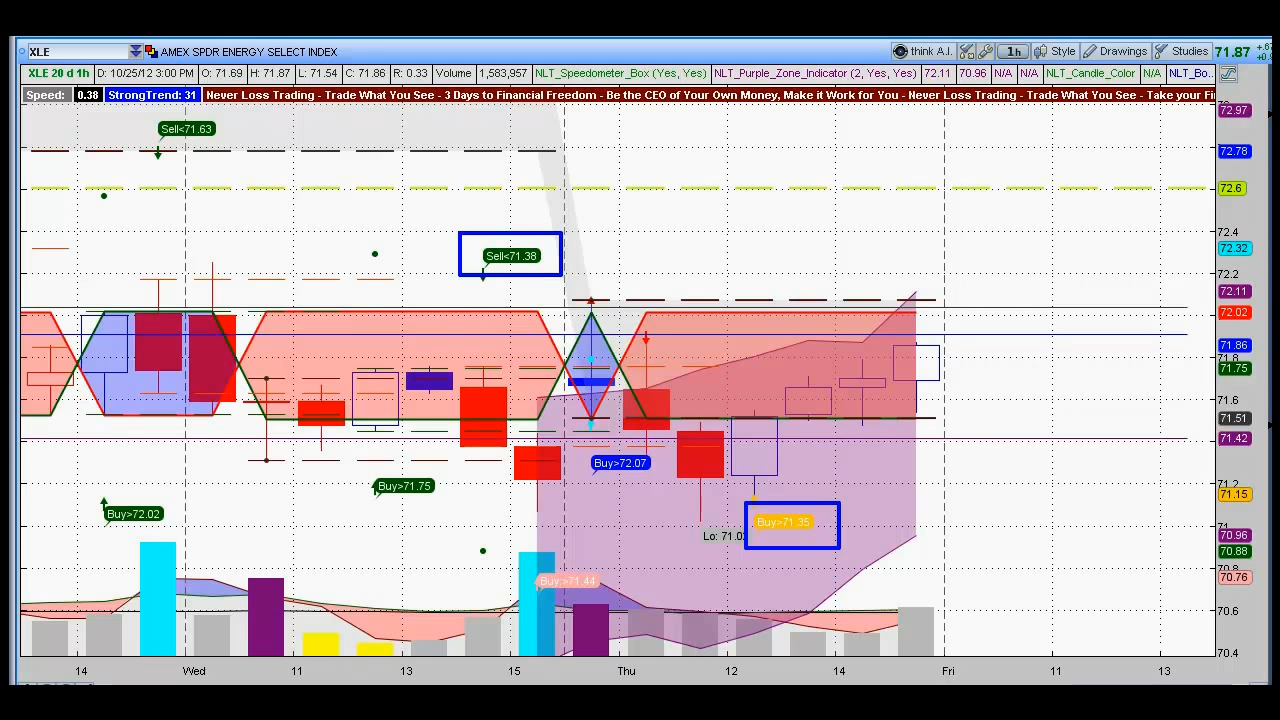 XLE AMEX SPDR ENERGY SELECT INDEX think A.I. 1h Style Drawings Studies 71.87
XLE 20 d 1h D: 10/25/12 3:00 PM O: 71.69 H: 71.87 L: 71.54 C: 71.86 R: 0.33 Volume 1,583,957 NLT_Speedometer_Box (Yes, Yes) NLT_Purple_Zone_Indicator (2, Yes, Yes) 72.11 70.96 N/A N/A NLT_Candle_Color N/A NLT_Bo...
Speed: 0.38 StrongTrend: 31 Never Loss Trading - Trade What You See - 3 Days to Financial Freedom - Be the CEO of Your Own Money, Make it Work for You - Never Loss Trading - Trade What You See - Take your Fi
72.97
Sell<71.63
72.78
72.6
72.4
Sell<71.38
72.32
72.2
72.11
72.02
71.86
71.8
71.75
71.6
71.51
71.42
Buy>72.07
Buy>71.75
71.2
71.15
Buy>72.02
Buy>71.35
71
Lo: 71.0
70.96
70.88
Buy:>71.44
70.8
70.76
70.6
70.4
14 Wed 11 13 15 Thu 12 14 Fri 11 13